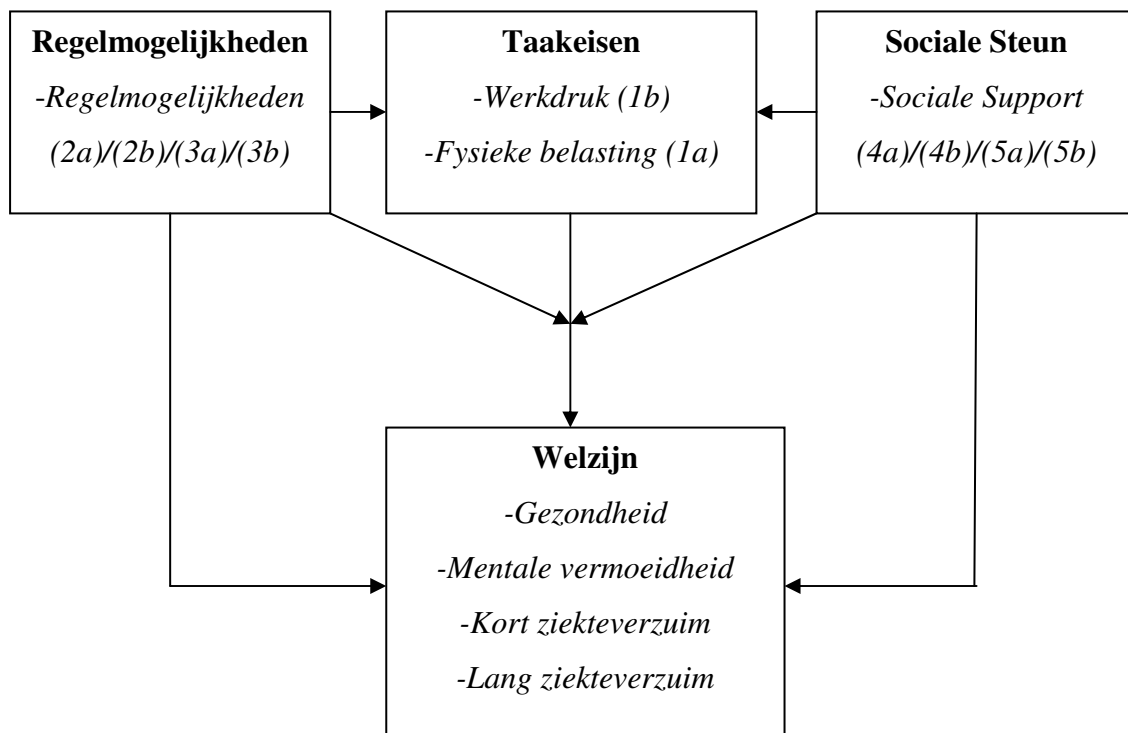 Regelmogelijkheden
-Regelmogelijkheden
(2a)/(2b)/(3a)/(3b)
Taakeisen
-Werkdruk (1b)
-Fysieke belasting (1a)
Sociale Steun
-Sociale Support
(4a)/(4b)/(5a)/(5b)
Welzijn
-Gezondheid
-Mentale vermoeidheid
-Kort ziekteverzuim
-Lang ziekteverzuim